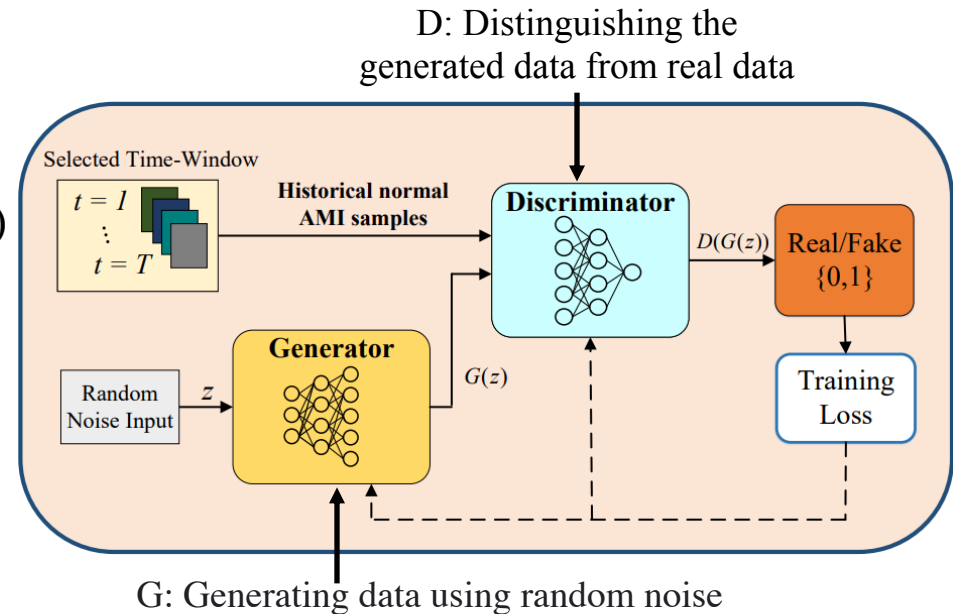 D: Distinguishing the
generated data from real data
Selected Time-Window
t = 1
⋮
t = T
Historical normal
AMI samples
Discriminator
D(G(z))
Real/Fake
{0,1}
)
Generator
G(z)
Random
Noise Input
z
Training
Loss
G: Generating data using random noise